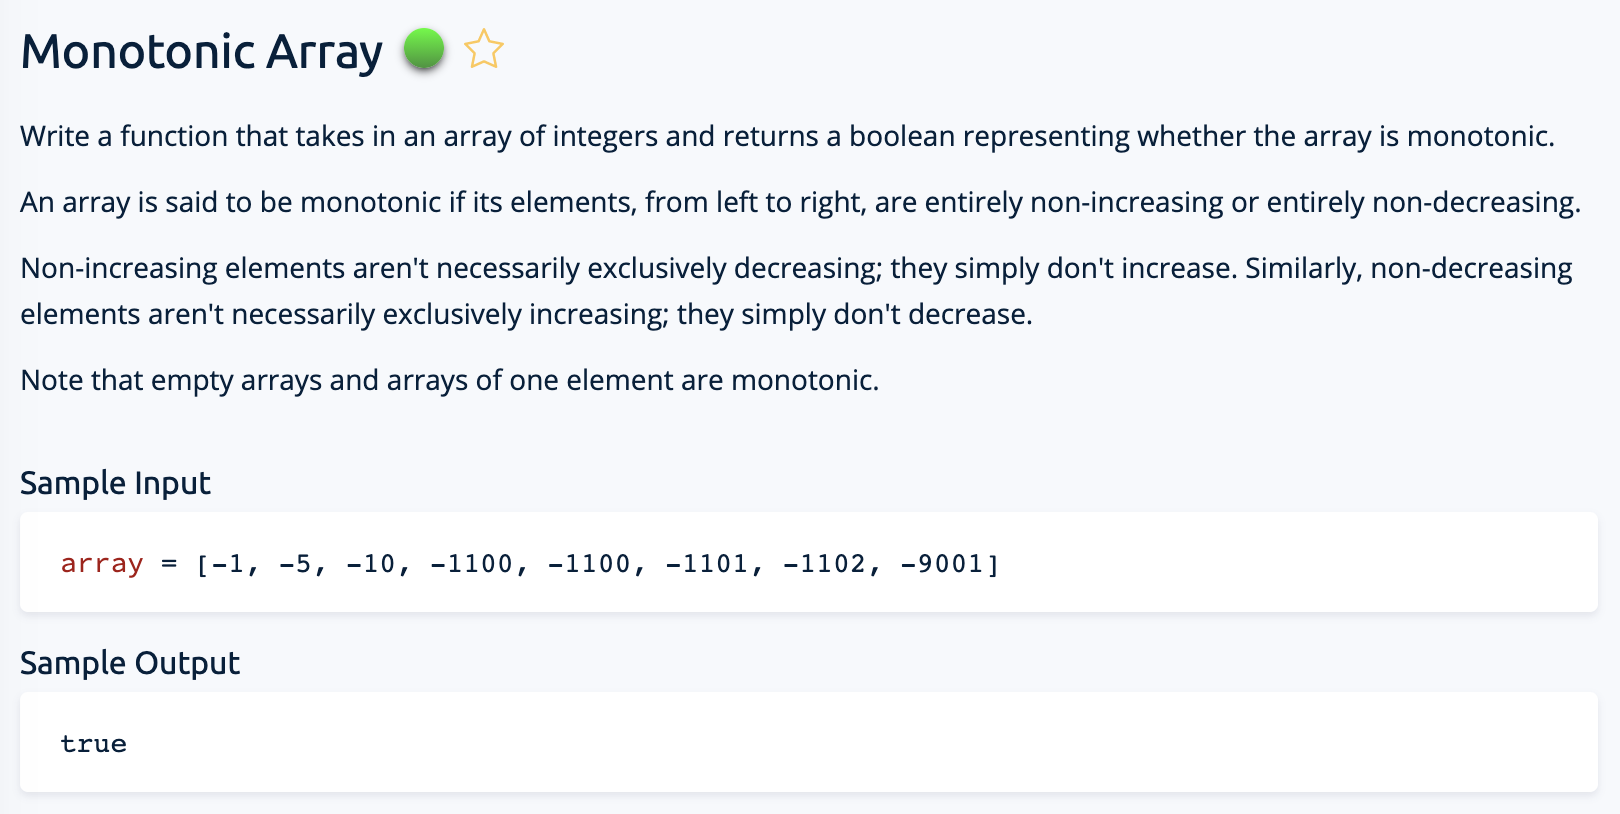 Monotonic Array
Write a function that takes in an array of integers and returns a boolean representing whether the array is monotonic.
An array is said to be monotonic if its elements, from left to right, are entirely non-increasing or entirely non-decreasing.
Non-increasing elements aren't necessarily exclusively decreasing; they simply don't increase. Similarly, non-decreasing
elements aren't necessarily exclusively increasing; they simply don't decrease.
Note that empty arrays and arrays of one element are monotonic.
Sample Input
array = [-1, -5, -10, -1100, -1100, -1101, -1102, -9001]
Sample Output
true